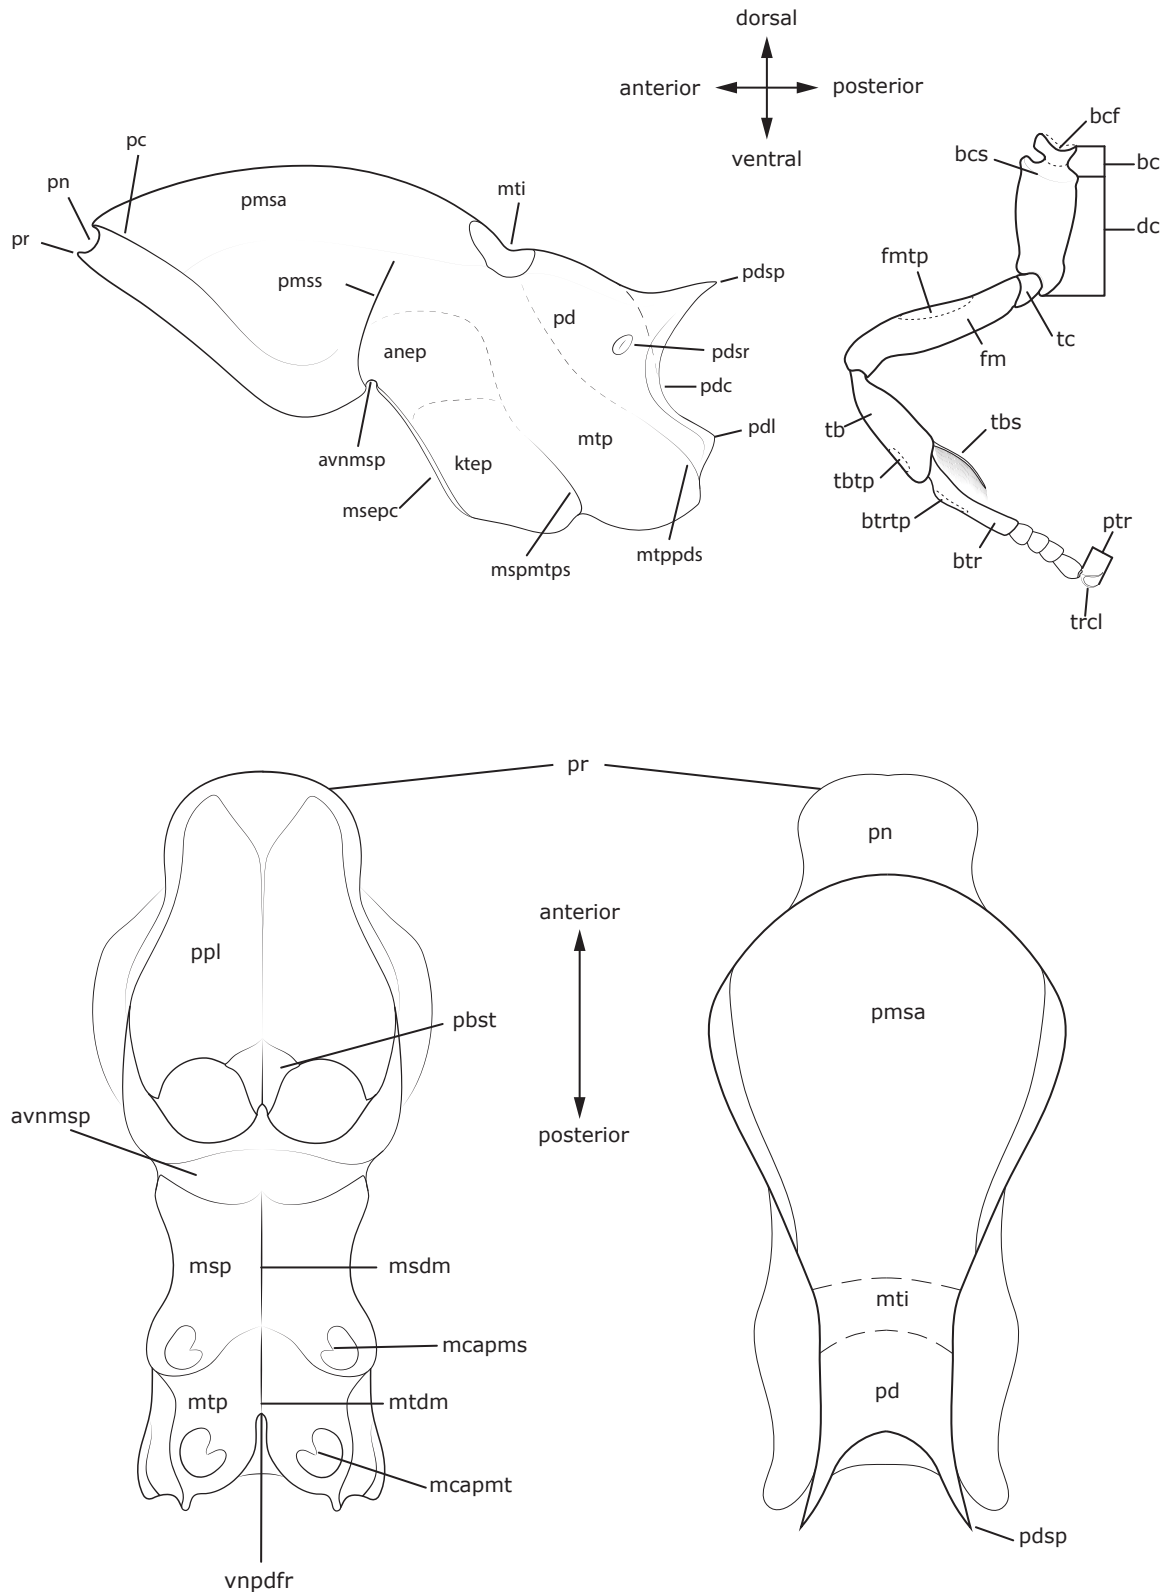 dorsal
anterior
posterior
ventral
pc
pn
pr
pmsa
mti
pmss
pd
pdsp
anep
pdsr
pdc
pdl
mtp
avnmsp
ktep
msepc
mspmtps
mtppds
bcf
bcs
bc
dc
fmtp
tc
fm
tb
tbs
tbtp
btrtp
ptr
btr
trcl
pr
pn
anterior
ppl
pmsa
pbst
avnmsp
posterior
msp
msdm
mti
mcapms
mtp
mtdm
pd
mcapmt
pdsp
vnpdfr